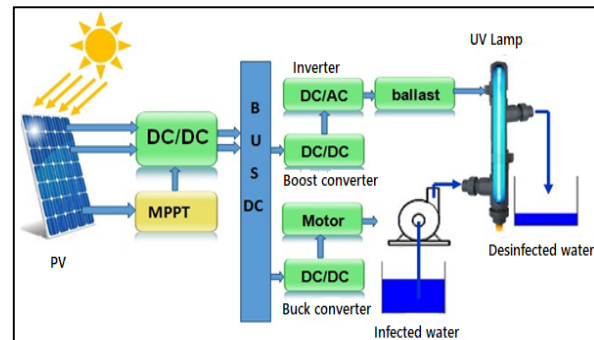 UV Lamp
Inverter
DC/AC
ballast
B
U
S
DC
DC/DC
DC/DC
Boost converter
MPPT
Motor
PV
DC/DC
Buck converter
Desinfected water
Infected water